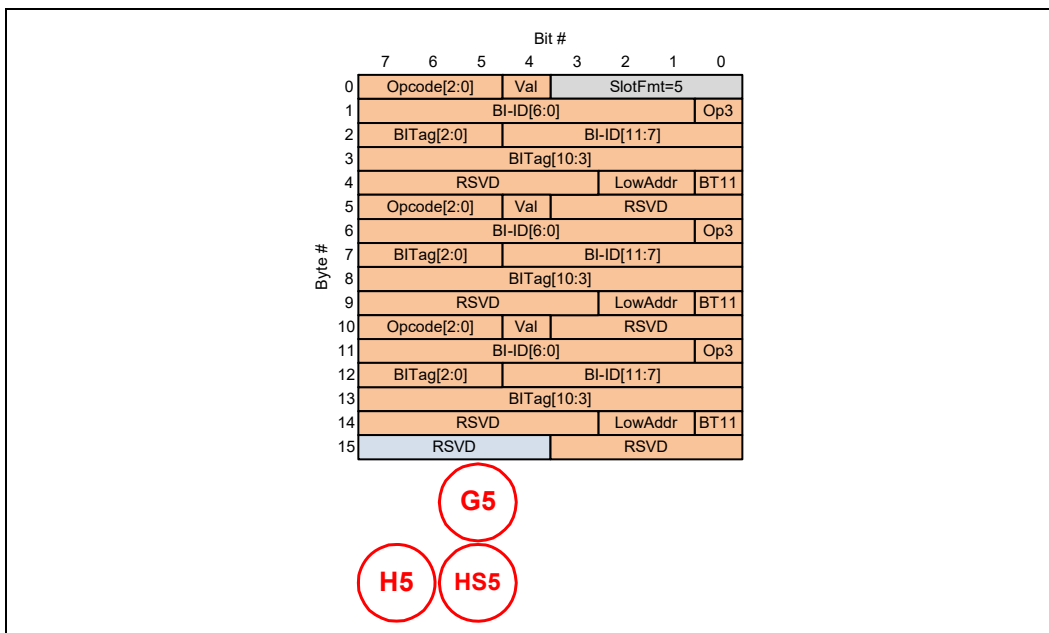 Bit #
7 6 5 4 3 2 1 0
0 Opcode[2:0] Val SlotFmt=5
1 BI-ID[6:0] Op3
2 BITag[2:0] BI-ID[11:7]
3 BITag[10:3]
4 RSVD LowAddr BT11
5 Opcode[2:0] Val RSVD
6 BI-ID[6:0] Op3
7 BITag[2:0] BI-ID[11:7]
8 BITag[10:3]
9 RSVD LowAddr BT11
10 Opcode[2:0] Val RSVD
11 BI-ID[6:0] Op3
12 BITag[2:0] BI-ID[11:7]
13 BITag[10:3]
14 RSVD LowAddr BT11
15 RSVD RSVD
Byte #
G5
H5 HS5